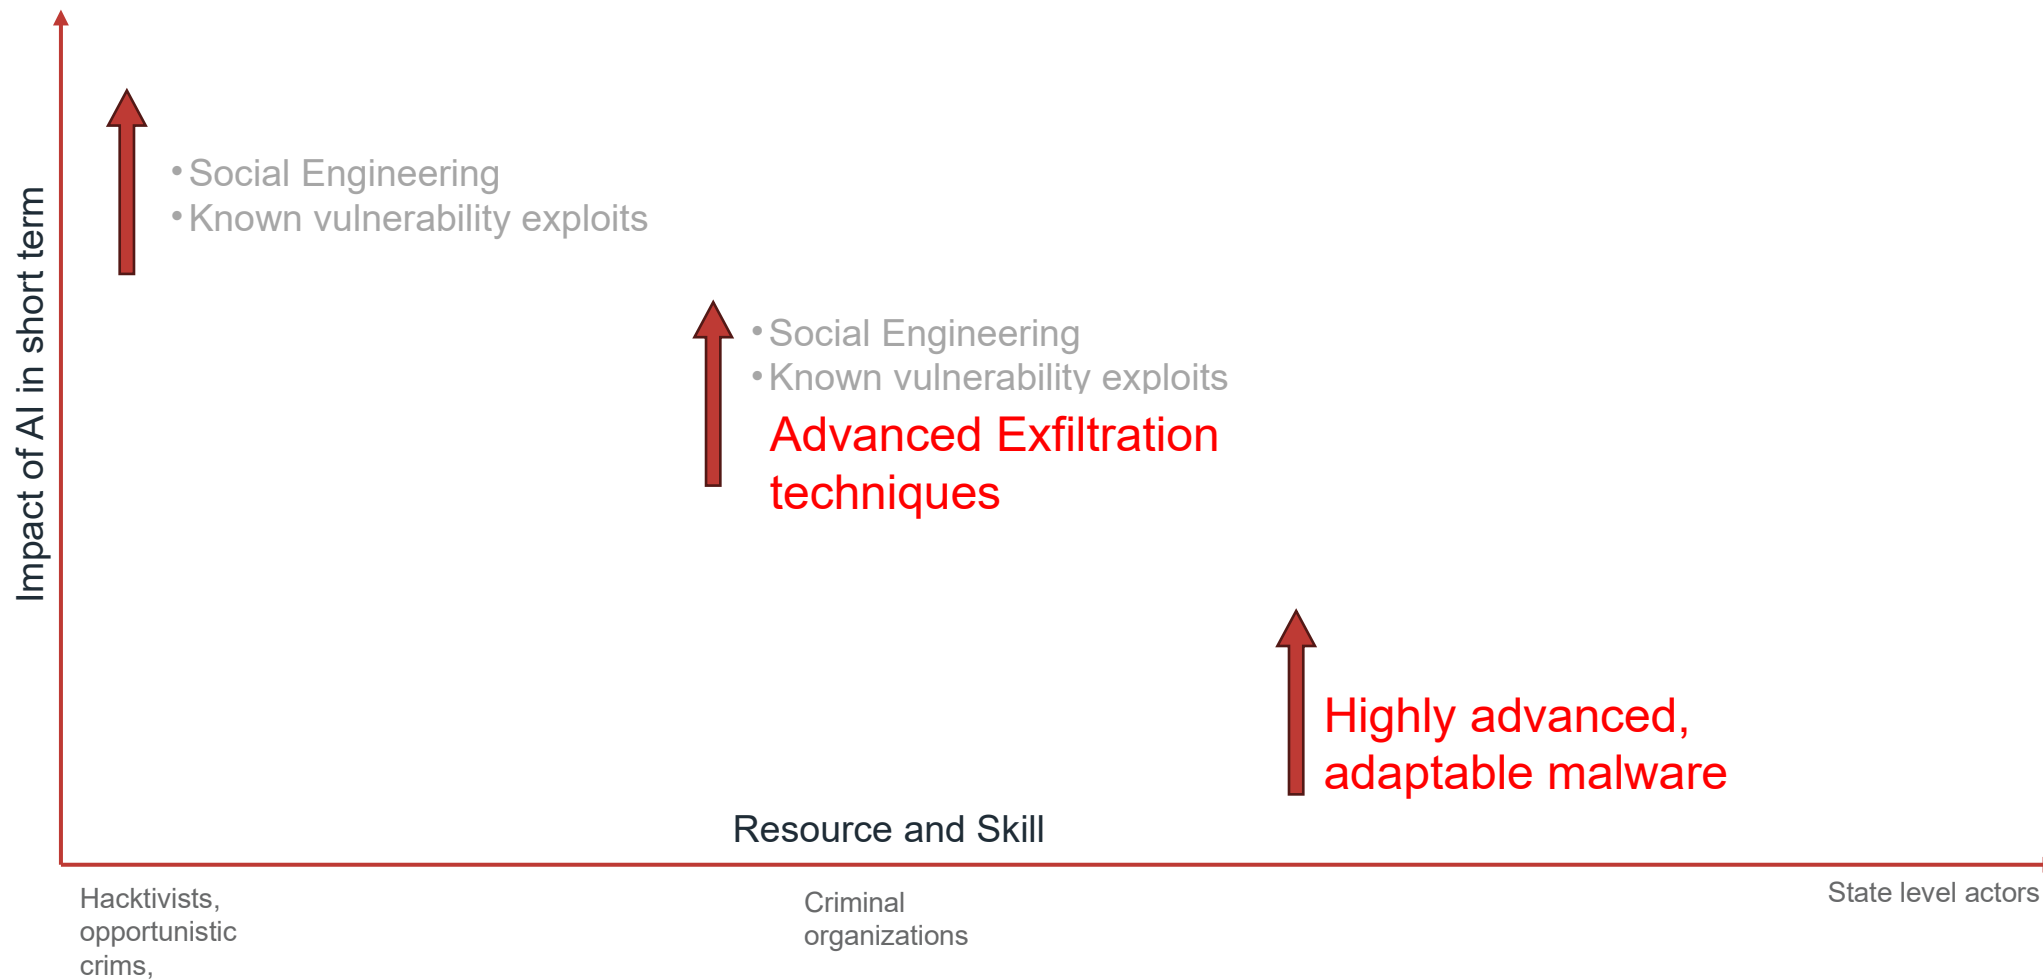 Impact of AI in short term
• Social Engineering
• Known vulnerability exploits
• Social Engineering
• Known vulnerability exploits
Advanced Exfiltration
techniques
Highly advanced,
adaptable malware
Resource and Skill
Hacktivists,
opportunistic
crims,
Criminal
organizations
State level actors